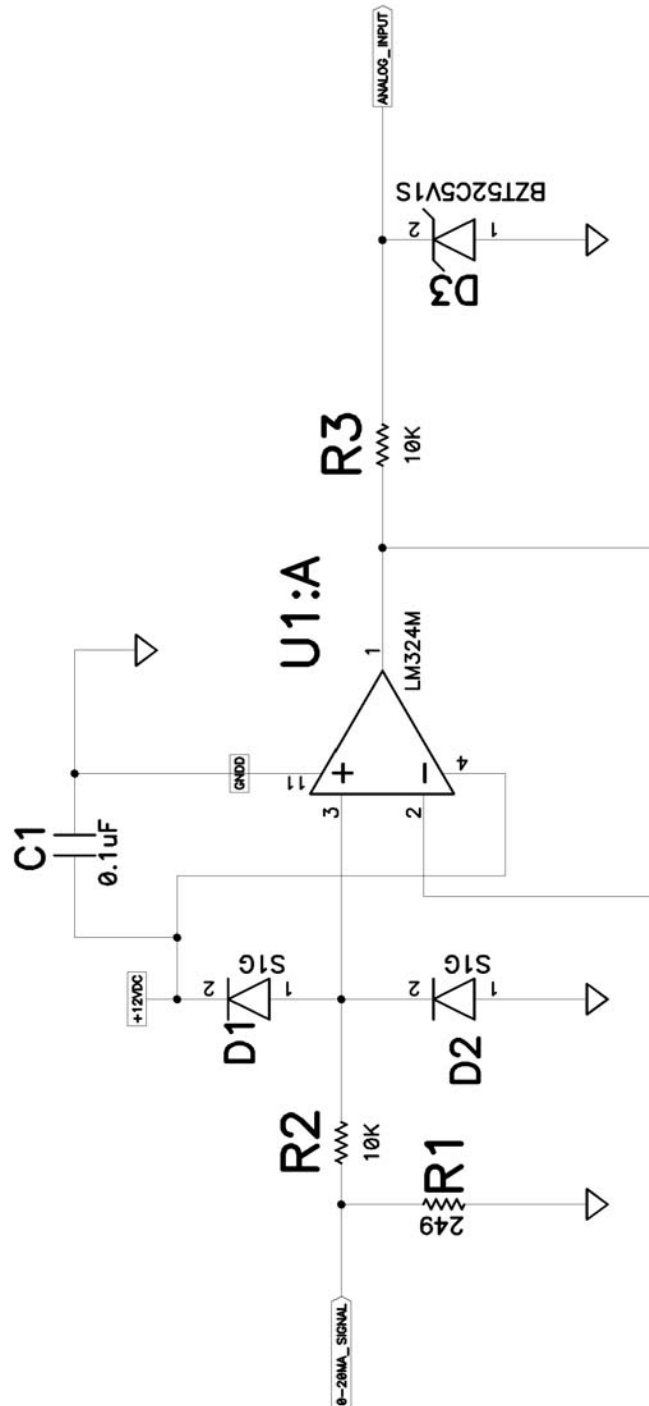 ANALOG_INPUT
BZT52C5V1S
2
1
D3
R3
10K
U1:A
1
LM324M
GNDD
11
+
4
3
−
2
C1
0.1uF
+12VDC
2
S1G
1
D1
2
S1G
1
D2
R2
10K
R1
249
0-20MA_SIGNAL